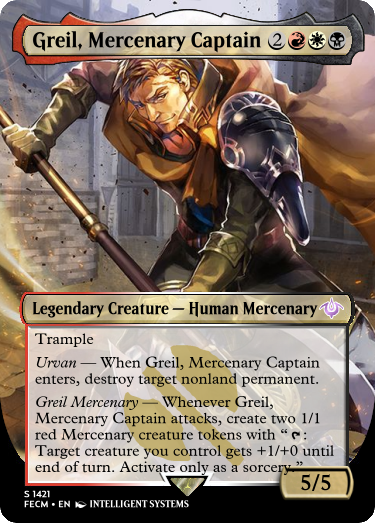 Greil, Mercenary Captain 2
Legendary Creature — Human Mercenary
Trample
Urvan — When Greil, Mercenary Captain
enters, destroy target nonland permanent.
Greil Mercenary — Whenever Greil,
Mercenary Captain attacks, create two 1/1
red Mercenary creature tokens with “ :
Target creature you control gets +1/+0 until
end of turn. Activate only as a sorcery.”
5/5
S 1421
FECM • EN INTELLIGENT SYSTEMS